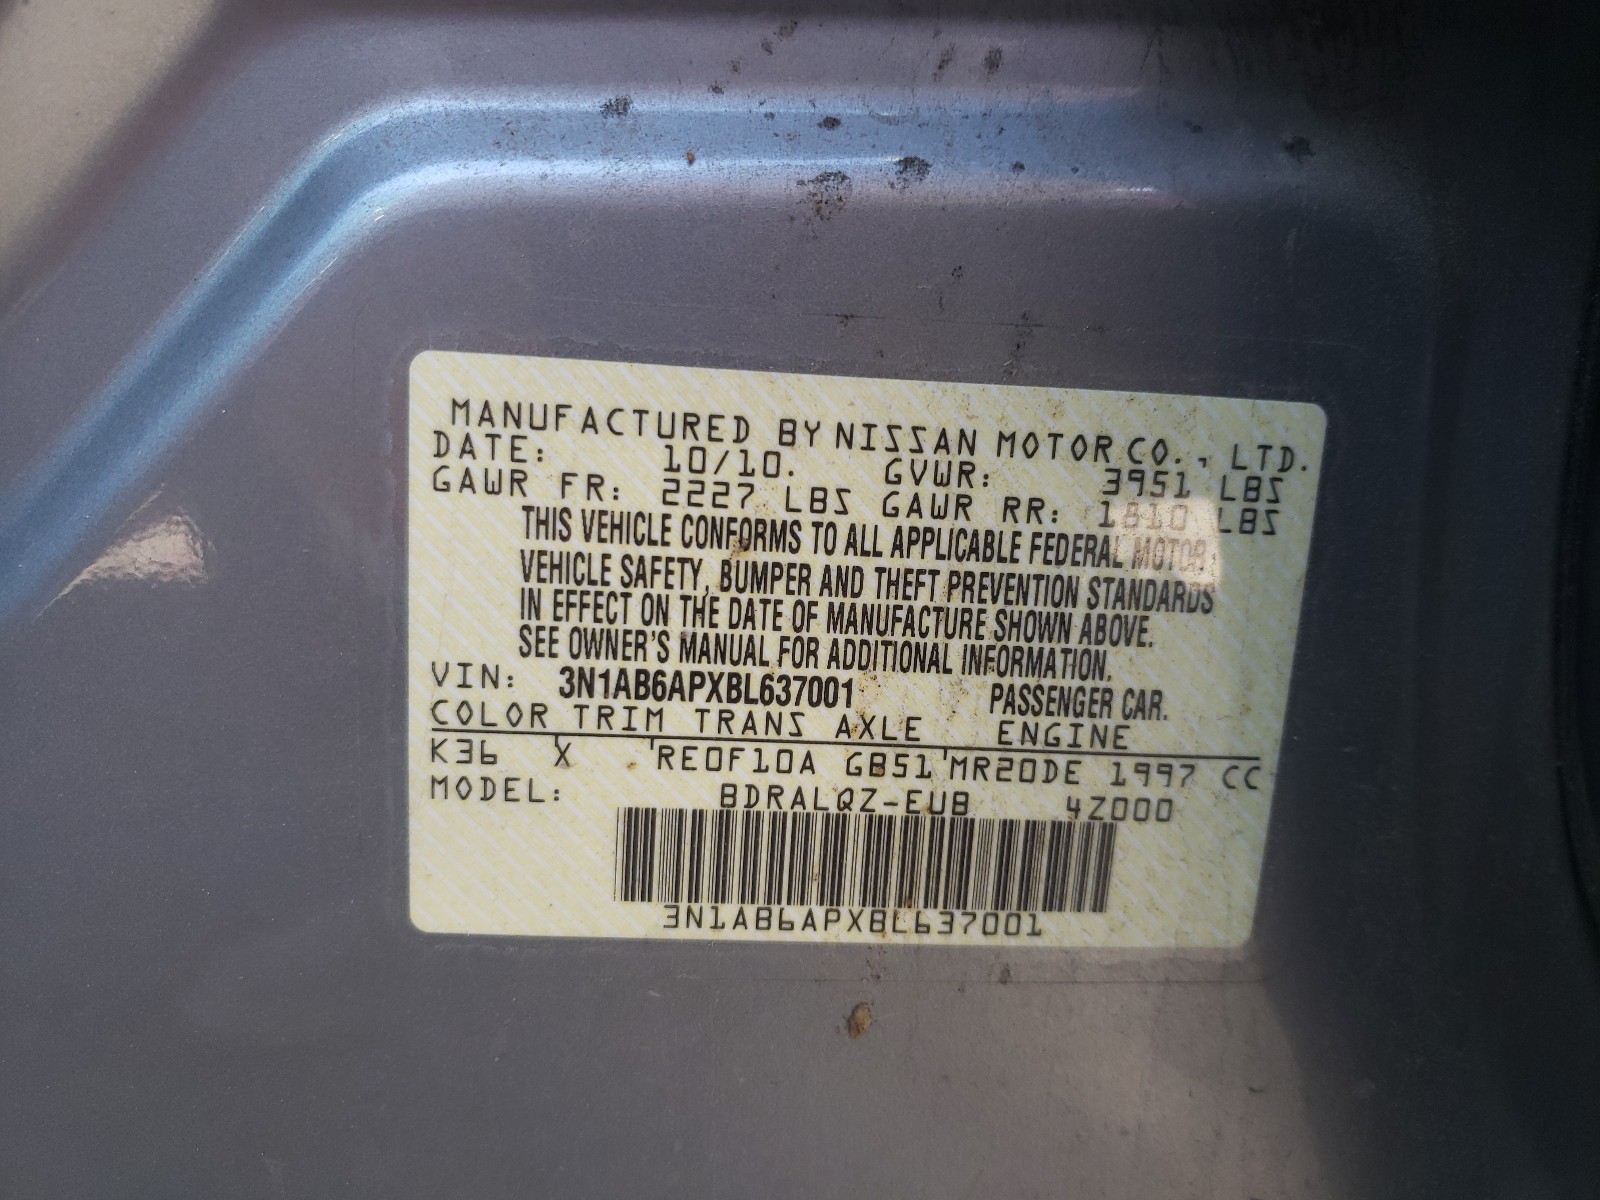 MANUFACTURED BY NISSAN MOTOR CO., LTD.
DATE: 10/10. GVWR: 3951 LBS
GAWR FR: 2227 LBS GAWR RR: 1810 LBS
THIS VEHICLE CONFORMS TO ALL APPLICABLE FEDERAL MOTOR
VEHICLE SAFETY, BUMPER AND THEFT PREVENTION STANDARDS
IN EFFECT ON THE DATE OF MANUFACTURE SHOWN ABOVE.
SEE OWNER'S MANUAL FOR ADDITIONAL INFORMATION.
VIN: 3N1AB6APXBL637001 PASSENGER CAR.
COLOR TRIM TRANS AXLE ENGINE
K36 X RE0F10A GB51 MR20DE 1997 CC
MODEL: BDRALQZ-EUB 4Z000
3N1AB6APXBL637001